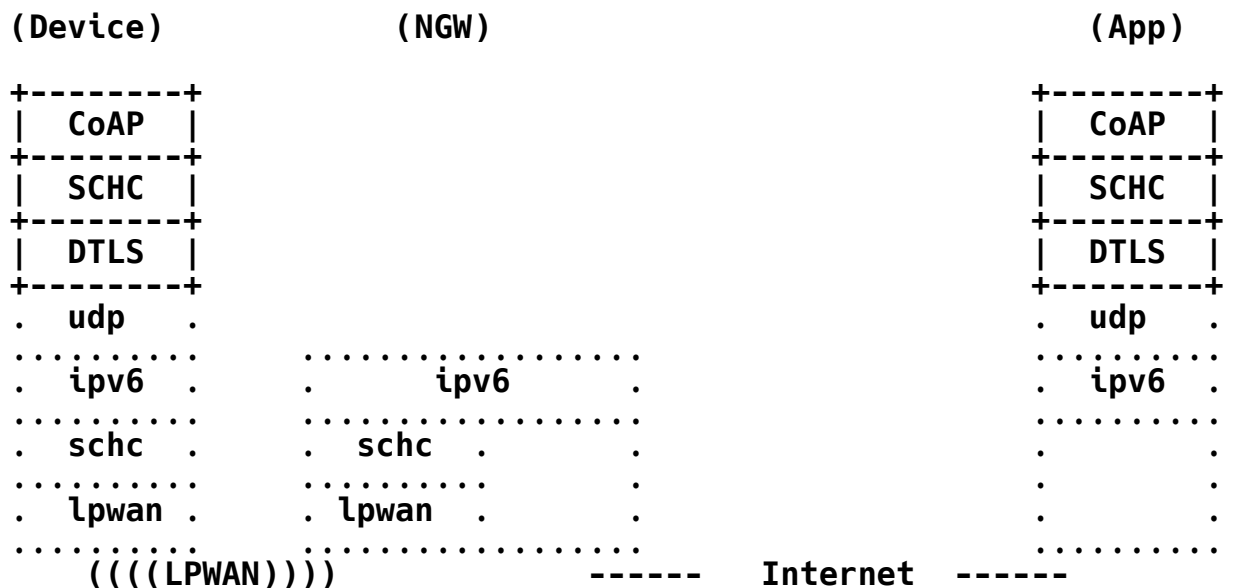 (Device) (NGW) (App)
+--------+ +--------+
| CoAP | | CoAP |
+--------+ +--------+
| SCHC | | SCHC |
+--------+ +--------+
| DTLS | | DTLS |
+--------+ +--------+
. udp . . udp .
.......... .................. ..........
. ipv6 . . ipv6 . . ipv6 .
.......... .................. ..........
. schc . . schc . . . .
.......... .......... . . .
. lpwan . . lpwan . . . .
.......... .................. ..........
((((LPWAN)))) ------ Internet ------